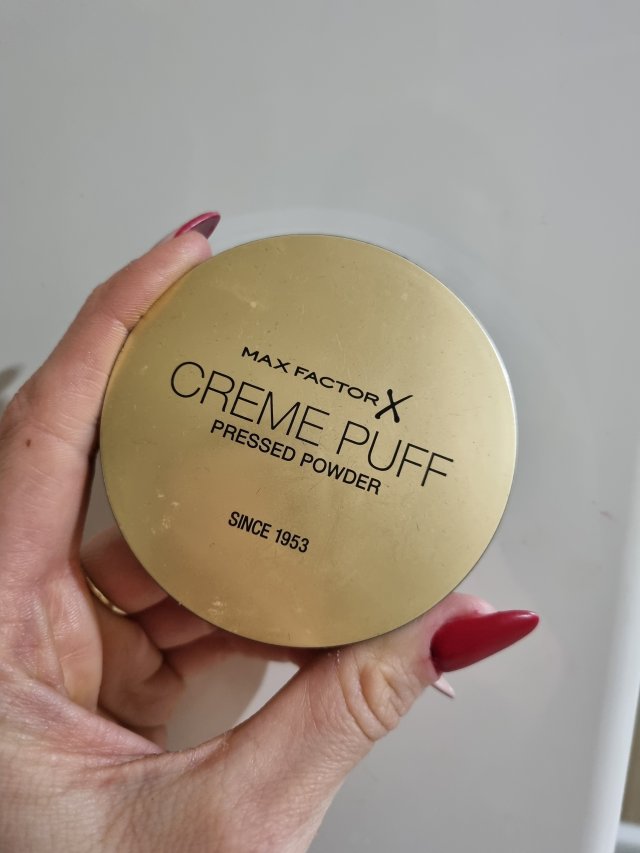 MAX FACTOR X
CREME PUFF
PRESSED POWDER
SINCE 1953